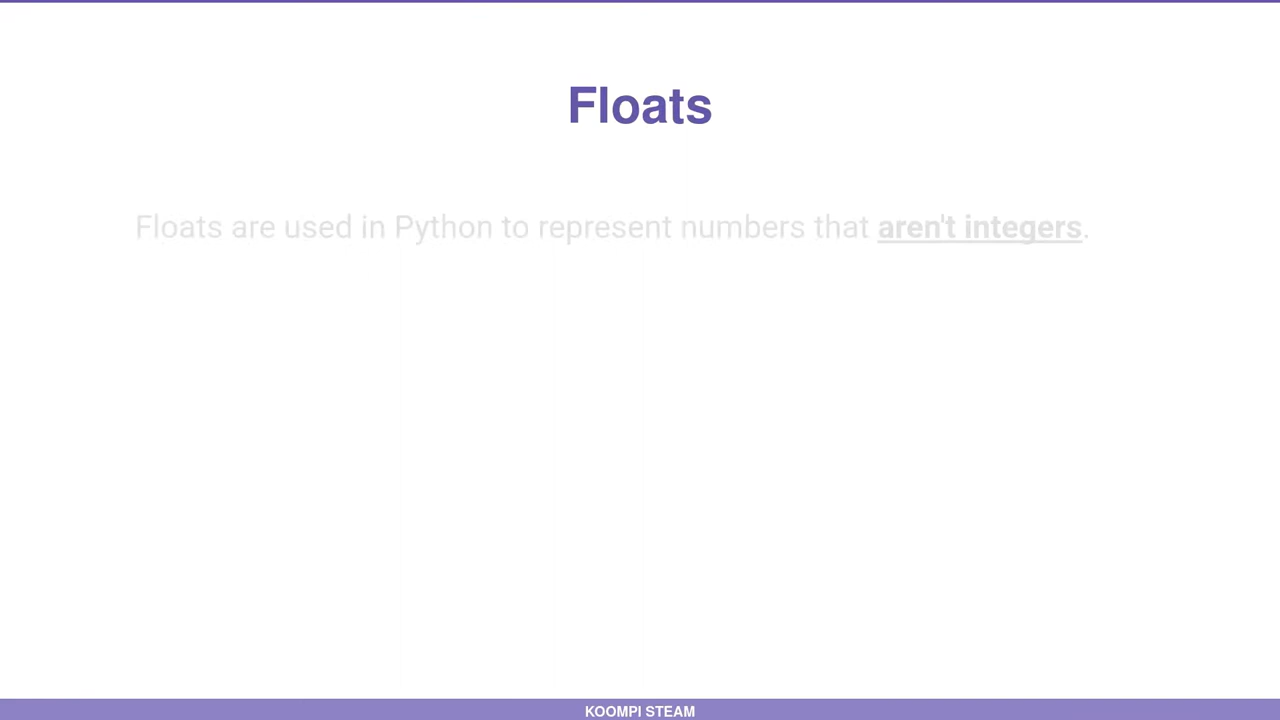 Floats
Floats are used in Python to represent numbers that aren't integers.
KOOMPI STEAM